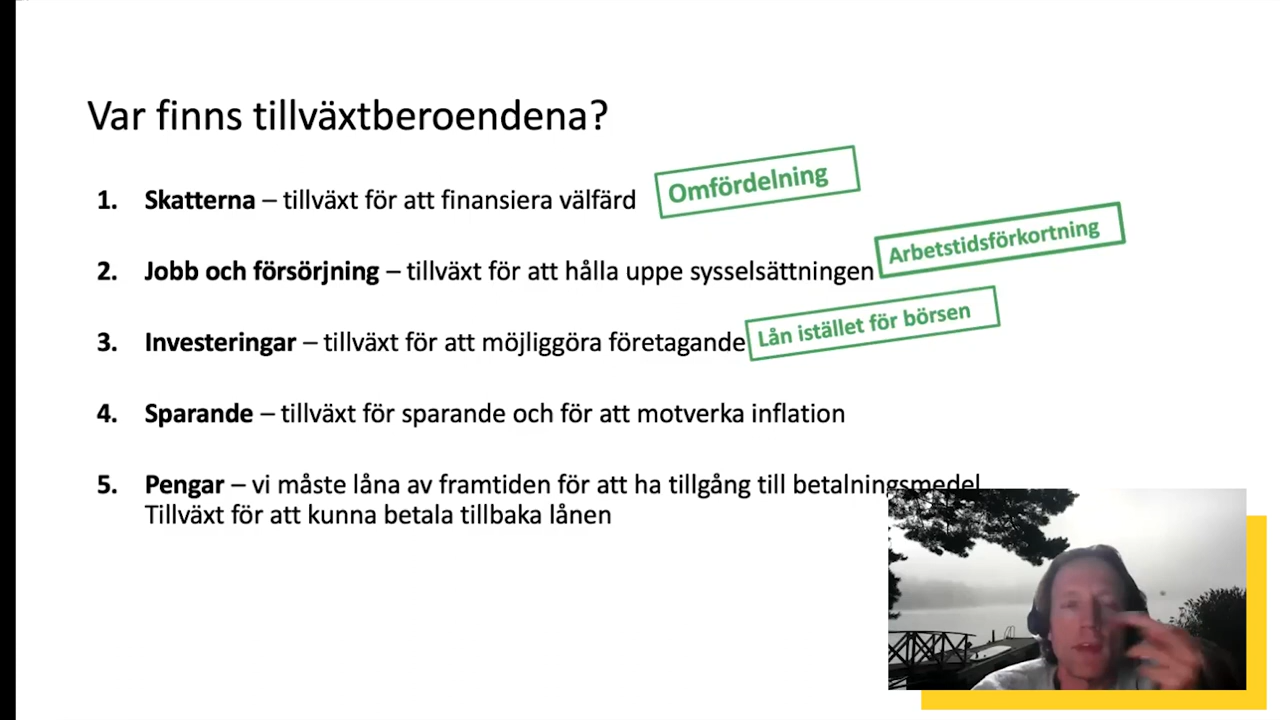 Var finns tillväxtberoendena?
1. Skatterna – tillväxt för att finansiera välfärd
Omfördelning
2. Jobb och försörjning – tillväxt för att hålla uppe sysselsättningen
Arbetstidsförkortning
3. Investeringar – tillväxt för att möjliggöra företagande
Lån istället för börsen
4. Sparande – tillväxt för sparande och för att motverka inflation
5. Pengar – vi måste låna av framtiden för att ha tillgång till betalningsmedel
Tillväxt för att kunna betala tillbaka lånen